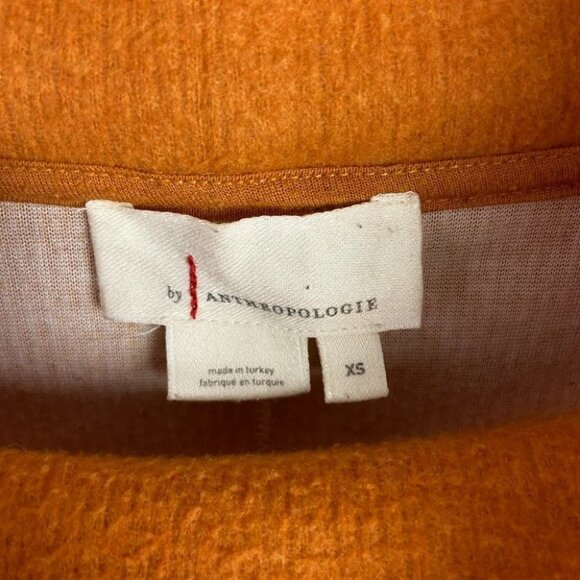 by ANTHROPOLOGIE
made in turkey
fabriqué en turquie
XS